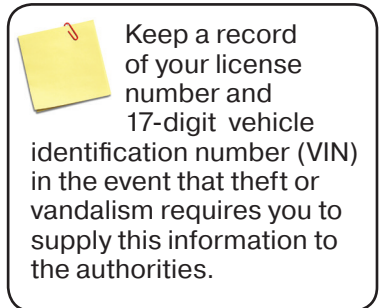 Keep a record
of your license
number and
17-digit vehicle
identification number (VIN)
in the event that theft or
vandalism requires you to
supply this information to
the authorities.